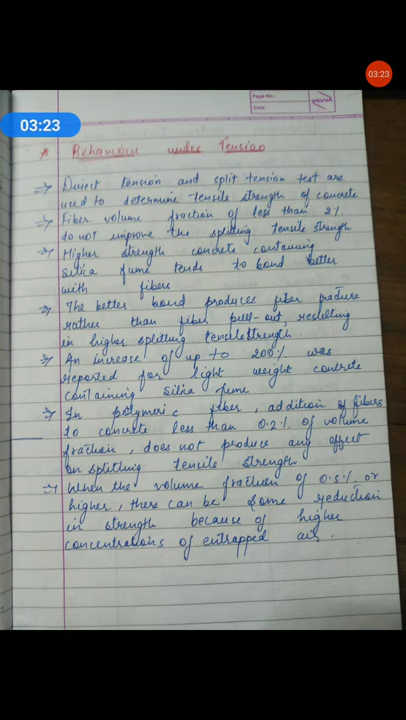 03:23
03:23
Page No.:
Date:
YOUVA
* Behaviour under Tension
⇒ Direct tension and split tension test are
used to determine tensile strength of concrete
⇒ Fiber volume fraction of less than 2%
do not improve the splitting tensile strength
⇒ Higher strength concrete containing
Silica fume tends to bond better
with fibers
⇒ The better bond produces fiber fracture
rather than fiber pull-out, resulting
in higher splitting tensile strength
⇒ An increase of up to 200% was
reported for light weight concrete
containing silica fume
⇒ In polymeric fiber, addition of fibers
to concrete less than 0.2% of volume
fraction, does not produce any effect
on splitting tensile strength.
⇒ When the volume fraction of 0.5% or
higher, there can be some reduction
in strength because of higher
concentrations of entrapped air.